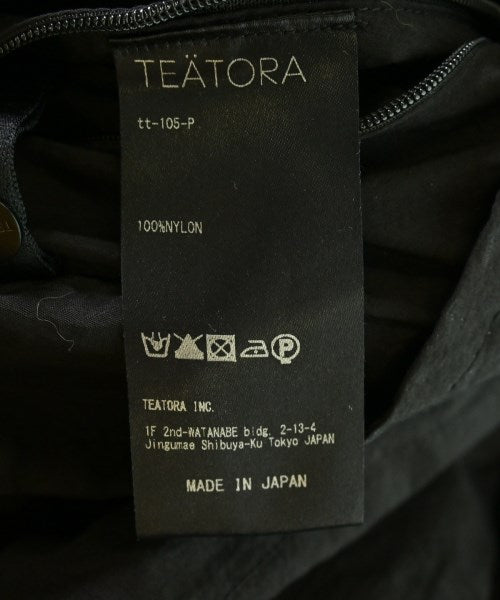 TEÄTORA
tt-105-P
100%NYLON
P
TEATORA INC.
1F 2nd-WATANABE bldg. 2-13-4
Jingumae Shibuya-Ku Tokyo JAPAN
MADE IN JAPAN